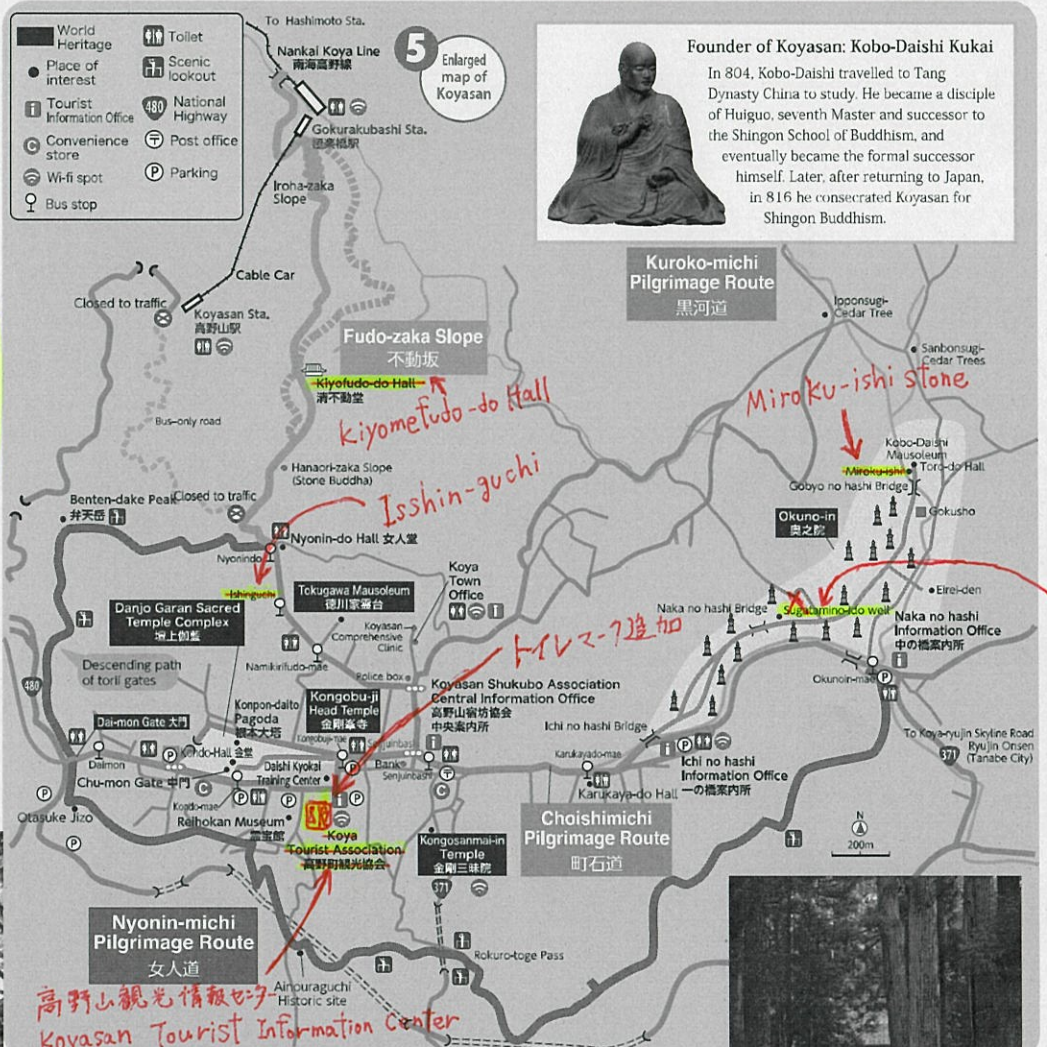 World
Heritage
Place of
interest
Tourist
Information Office
Convenience
store
Wi-fi spot
Bus stop
Toilet
Scenic
lookout
480 National
Highway
Post office
Parking
To Hashimoto Sta.
Nankai Koya Line
南海高野線
5
Enlarged
map of
Koyasan
Gokurakubashi Sta.
極楽橋駅
Iroha-zaka
Slope
Cable Car
Closed to traffic
Koyasan Sta.
高野山駅
Founder of Koyasan: Kobo-Daishi Kukai
In 804, Kobo-Daishi travelled to Tang
Dynasty China to study. He became a disciple
of Huiguo, seventh Master and successor to
the Shingon School of Buddhism, and
eventually became the formal successor
himself. Later, after returning to Japan,
in 816 he consecrated Koyasan for
Shingon Buddhism.
Kuroko-michi
Pilgrimage Route
黒河道
Ipponsugi-
Cedar Tree
Sanbonsugi-
Cedar Trees
Fudo-zaka Slope
不動坂
Kiyofudo-do Hall
清不動堂
Kiyomefudo-do Hall
Miroku-ishi stone
Bus-only road
Hanaori-zaka Slope
(Stone Buddha)
Isshin-guchi
Kobo-Daishi
Mausoleum
Toro-do Hall
Miroku-ishi
Gobyo no hashi Bridge
Gokusho
Okuno-in
奥之院
Benten-dake Peak
弁天岳
Closed to traffic
Nyonin-do Hall 女人堂
Nyonindo
Ishinguchi
Tokugawa Mausoleum
徳川家霊台
Koya
Town
Office
Koyasan
Comprehensive
Clinic
Danjo Garan Sacred
Temple Complex
壇上伽藍
Namikirifudo-mae
Police box
トイレマーク追加
Naka no hashi Bridge
Sugatamino-ido well
Eirei-den
Naka no hashi
Information Office
中の橋案内所
Okunoin-mae
Descending path
of torii gates
480
Dai-mon Gate 大門
Daimon
Konpon-daito
Pagoda
根本大塔
Kongobu-ji
Head Temple
金剛峯寺
Kongobuji-mae
Koyasan Shukubo Association
Central Information Office
高野山宿坊協会
中央案内所
Senjuinbashi
Senjuinbashi
Bank
Kondo-Hall 金堂
Chu-mon Gate 中門
Kondo-mae
Daishi Kyokai
Training Center
Reihokan Museum
霊宝館
Koya
Tourist Association
高野町観光協会
Otasuke Jizo
Ichi no hashi Bridge
Karukayado-mae
Karukaya-do Hall
Ichi no hashi
Information Office
一の橋案内所
To Koya-ryujin Skyline Road
Ryujin Onsen
(Tanabe City)
371
Choishimichi
Pilgrimage Route
町石道
N
200m
Kongosanmai-in
Temple
金剛三昧院
371
Nyonin-michi
Pilgrimage Route
女人道
Rokuro-toge Pass
Ainouraguchi
Historic site
高野山観光情報センター
Koyasan Tourist Information Center